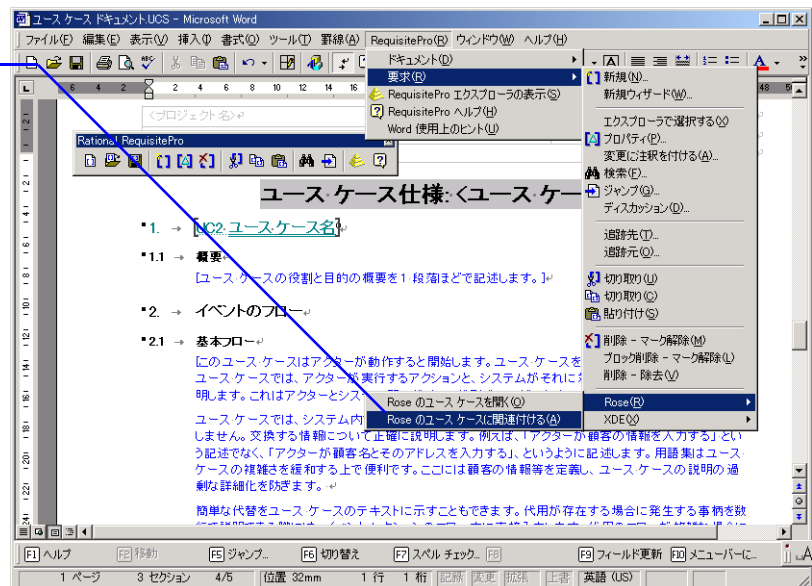 ユース ケース ドキュメント.UCS - Microsoft Word
ファイル(F) 編集(E) 表示(V) 挿入(I) 書式(O) ツール(T) 罫線(A) RequisitePro(R) ウィンドウ(W) ヘルプ(H)
ドキュメント(D)
要求(R)
RequisitePro エクスプローラの表示(S)
RequisitePro ヘルプ(H)
Word 使用上のヒント(U)
新規(N)...
新規ウィザード(W)...
エクスプローラで選択する(X)
プロパティ(P)...
変更に注釈を付ける(A)...
検索(F)...
ジャンプ(G)...
ディスカッション(D)...
追跡先(T)...
追跡元(O)...
切り取り(U)
切り取り(C)
貼り付け(S)
削除 - マーク解除(M)
ブロック削除 - マーク解除(L)
削除 - 除去(V)
Rose(R)
XDE(X)
Rose のユース ケースを開く(O)
Rose のユース ケースに関連付ける(A)
6 4 2 2 4 6 8 10 12 14 16 48
<プロジェクト名>
Rational RequisitePro
ユース ケース仕様: <ユース ケー
1. [UC2 ユース ケース名]
1.1 概要
[ユース ケースの役割と目的の概要を 1 段落ほどで記述します。]
2. イベントのフロー
2.1 基本フロー
[このユース ケースはアクターが動作すると開始します。ユース ケースを
ユース ケースでは、アクターが実行するアクションと、システムがそれに
明します。これはアクターとシス
ユース ケースでは、システム内
しません。交換する情報について正確に説明します。例えば、「アクターが顧客の情報を入力する」とい
う記述でなく、「アクターが顧客名とそのアドレスを入力する」、というように記述します。用語集はユース
ケースの複雑さを緩和する上で便利です。ここには顧客の情報等を定義し、ユース ケースの説明の過
剰な詳細化を防ぎます。
簡単な代替をユース ケースのテキストに示すこともできます。代用が存在する場合に発生する事柄を数
F1 ヘルプ F2 移動 F5 ジャンプ... F6 切り替え F7 スペル チェック... F8 F9 フィールド更新 F10 メニューバーに...
1 ページ 3 セクション 4/5 位置 32mm 1 行 1 桁 記録 変更 拡張 上書 英語 (US)